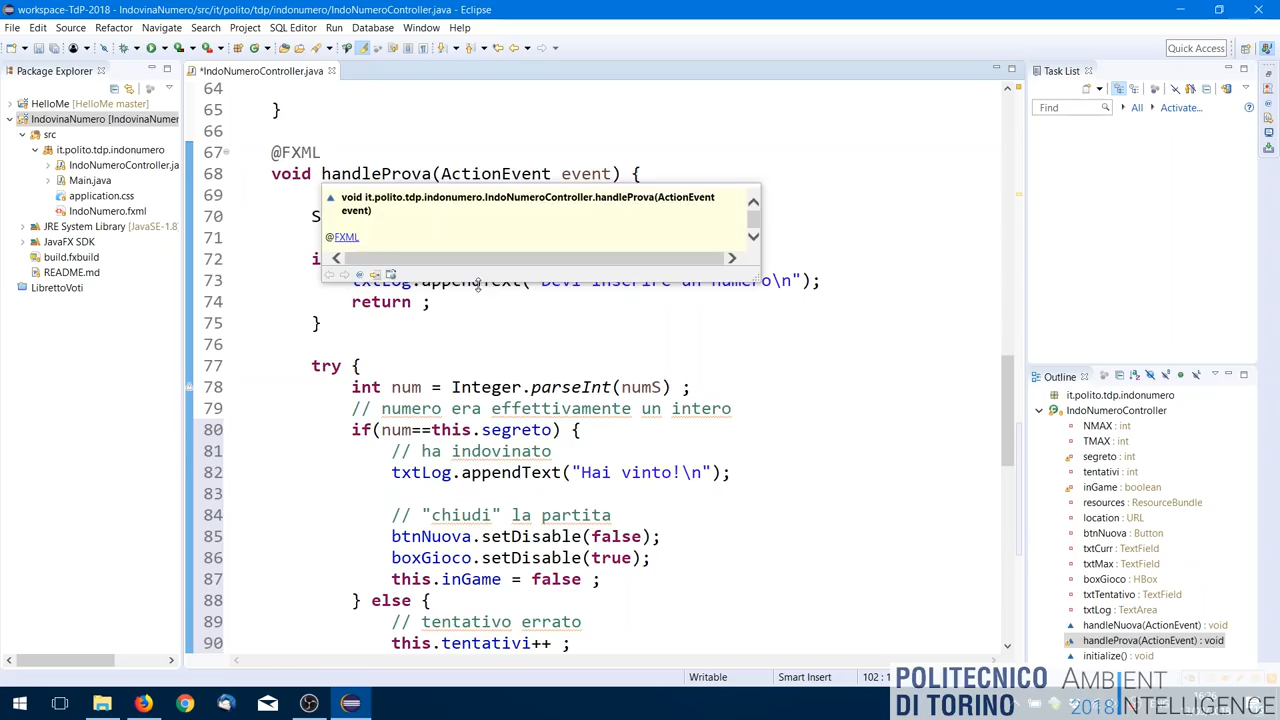 workspace-TdP-2018 - IndovinaNumero/src/it/polito/tdp/indonumero/IndoNumeroController.java - Eclipse
File Edit Source Refactor Navigate Search Project SQL Editor Run Database Window Help
Quick Access
Package Explorer
HelloMe [HelloMe master]
IndovinaNumero [IndovinaNumer
src
it.polito.tdp.indonumero
IndoNumeroController.ja
Main.java
application.css
IndoNumero.fxml
JRE System Library [JavaSE-1.8]
JavaFX SDK
build.fxbuild
README.md
LibrettoVoti
*IndoNumeroController.java
64
65 }
66
67 @FXML
68 void handleProva(ActionEvent event) {
69
70 S
71
72 i
73 txtLog.appendText("Devi inserire un numero\n");
74 return ;
75 }
76
77 try {
78 int num = Integer.parseInt(numS) ;
79 // numero era effettivamente un intero
80 if(num==this.segreto) {
81 // ha indovinato
82 txtLog.appendText("Hai vinto!\n");
83
84 // "chiudi" la partita
85 btnNuova.setDisable(false);
86 boxGioco.setDisable(true);
87 this.inGame = false ;
88 } else {
89 // tentativo errato
90 this.tentativi++ ;
void it.polito.tdp.indonumero.IndoNumeroController.handleProva(ActionEvent
event)
@FXML
Task List
Find All Activate...
Outline
it.polito.tdp.indonumero
IndoNumeroController
NMAX : int
TMAX : int
segreto : int
tentativi : int
inGame : boolean
resources : ResourceBundle
location : URL
btnNuova : Button
txtCurr : TextField
txtMax : TextField
boxGioco : HBox
txtTentativo : TextField
txtLog : TextArea
handleNuova(ActionEvent) : void
handleProva(ActionEvent) : void
initialize() : void
Writable Smart Insert 102 : 1
POLITECNICO
DI TORINO
AMBIENT
2018 INTELLIGENCE